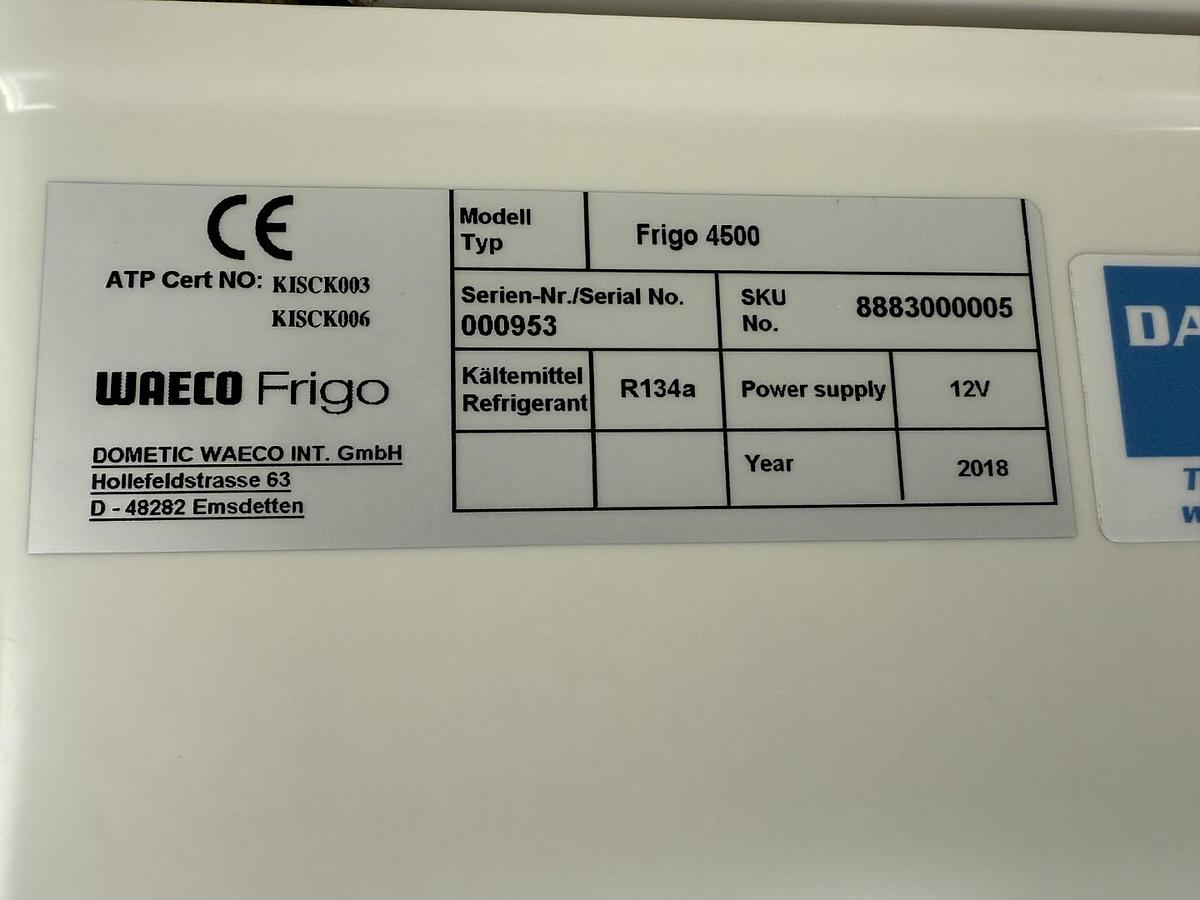 CE
ATP Cert NO: KISCK003
KISCK006
WAECO Frigo
DOMETIC WAECO INT. GmbH
Hollefeldstrasse 63
D - 48282 Emsdetten
Modell
Typ
Frigo 4500
Serien-Nr./Serial No.
000953
SKU
No.
8883000005
Kältemittel
Refrigerant
R134a
Power supply
12V
Year
2018